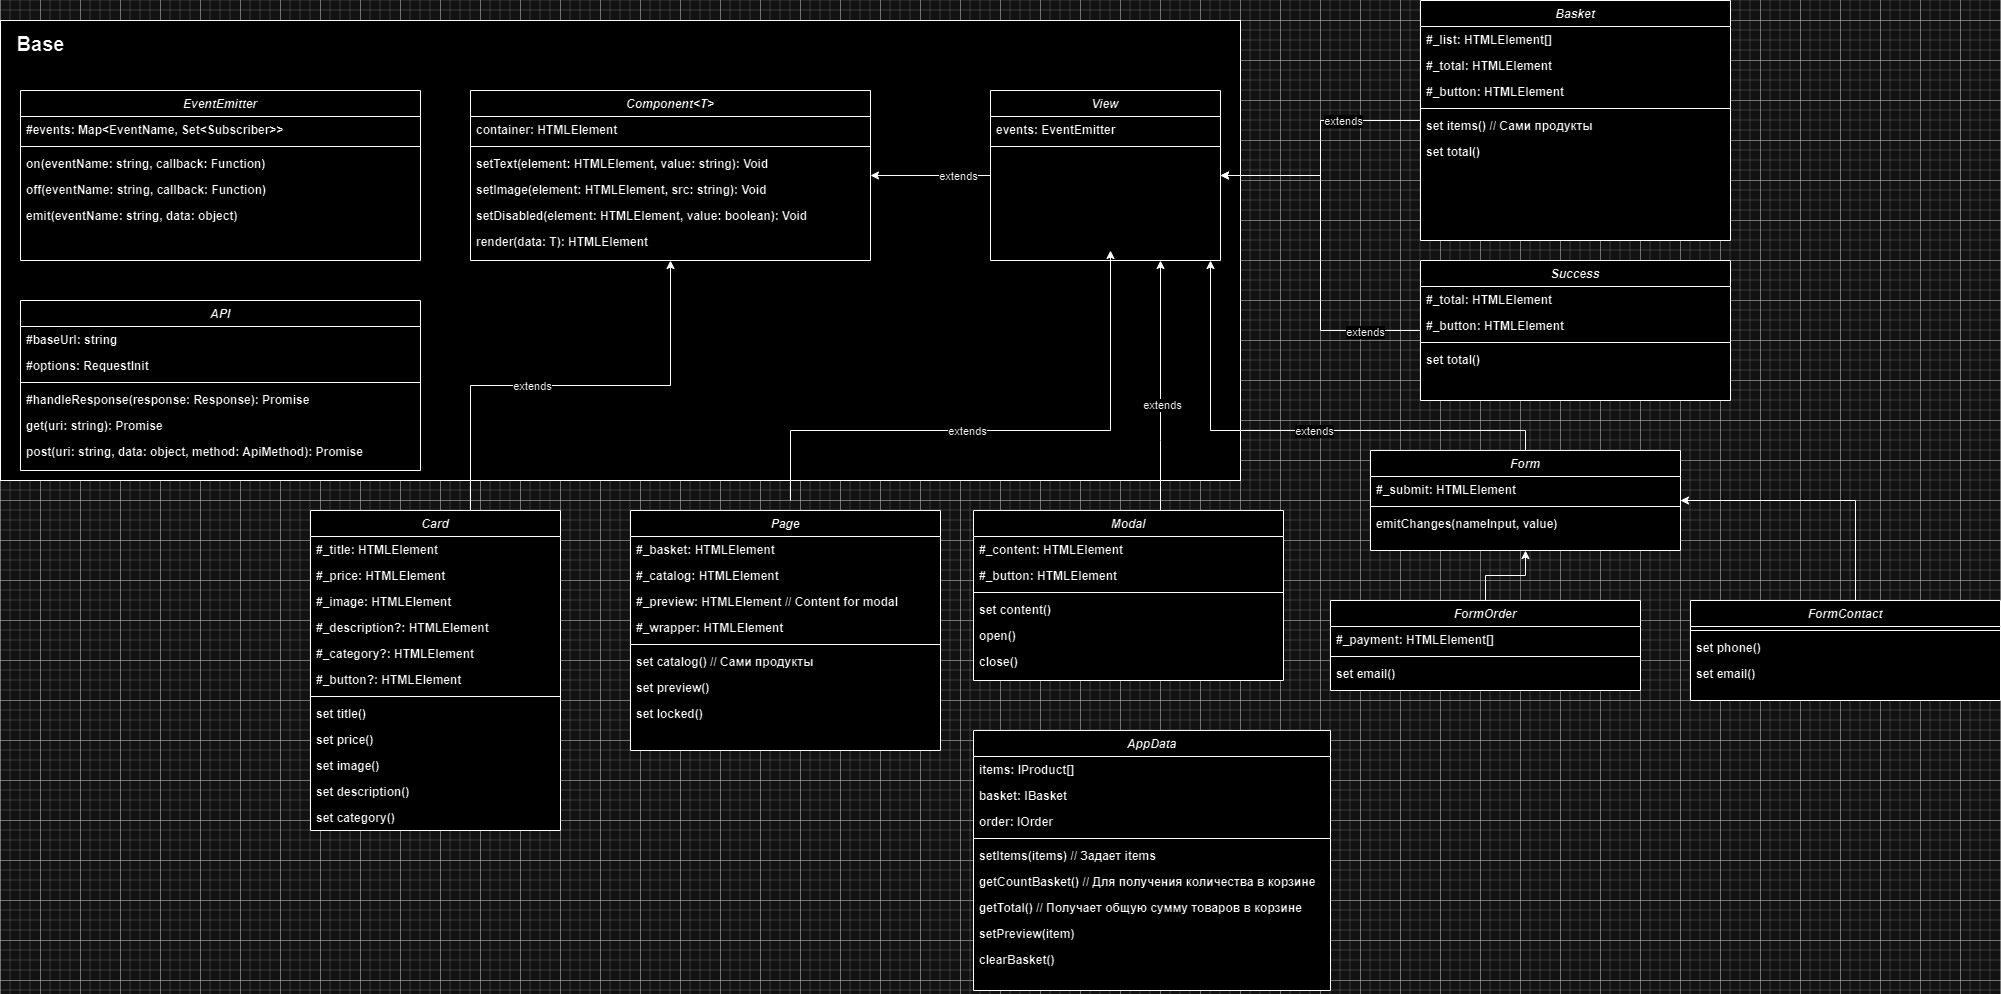 Base
EventEmitter
#events: Map<EventName, Set<Subscriber>>
on(eventName: string, callback: Function)
off(eventName: string, callback: Function)
emit(eventName: string, data: object)
Component<T>
container: HTMLElement
setText(element: HTMLElement, value: string): Void
setImage(element: HTMLElement, src: string): Void
setDisabled(element: HTMLElement, value: boolean): Void
render(data: T): HTMLElement
extends
View
events: EventEmitter
API
#baseUrl: string
#options: RequestInit
#handleResponse(response: Response): Promise
get(uri: string): Promise
post(uri: string, data: object, method: ApiMethod): Promise
extends
extends
extends
extends
extends
extends
Basket
#_list: HTMLElement[]
#_total: HTMLElement
#_button: HTMLElement
set items() // Сами продукты
set total()
Success
#_total: HTMLElement
#_button: HTMLElement
set total()
Form
#_submit: HTMLElement
emitChanges(nameInput, value)
Card
#_title: HTMLElement
#_price: HTMLElement
#_image: HTMLElement
#_description?: HTMLElement
#_category?: HTMLElement
#_button?: HTMLElement
set title()
set price()
set image()
set description()
set category()
Page
#_basket: HTMLElement
#_catalog: HTMLElement
#_preview: HTMLElement // Content for modal
#_wrapper: HTMLElement
set catalog() // Сами продукты
set preview()
set locked()
Modal
#_content: HTMLElement
#_button: HTMLElement
set content()
open()
close()
FormOrder
#_payment: HTMLElement[]
set email()
FormContact
set phone()
set email()
AppData
items: IProduct[]
basket: IBasket
order: IOrder
setItems(items) // Задает items
getCountBasket() // Для получения количества в корзине
getTotal() // Получает общую сумму товаров в корзине
setPreview(item)
clearBasket()